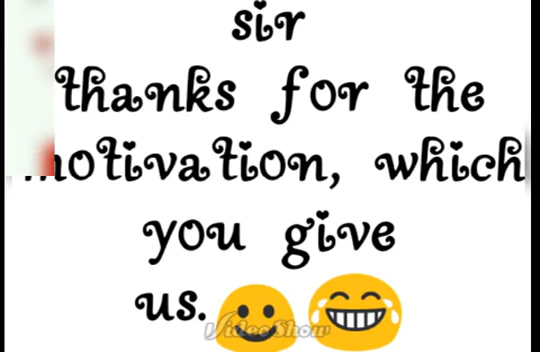 sir
thanks for the
motivation, which
you give
us.
VideoShow